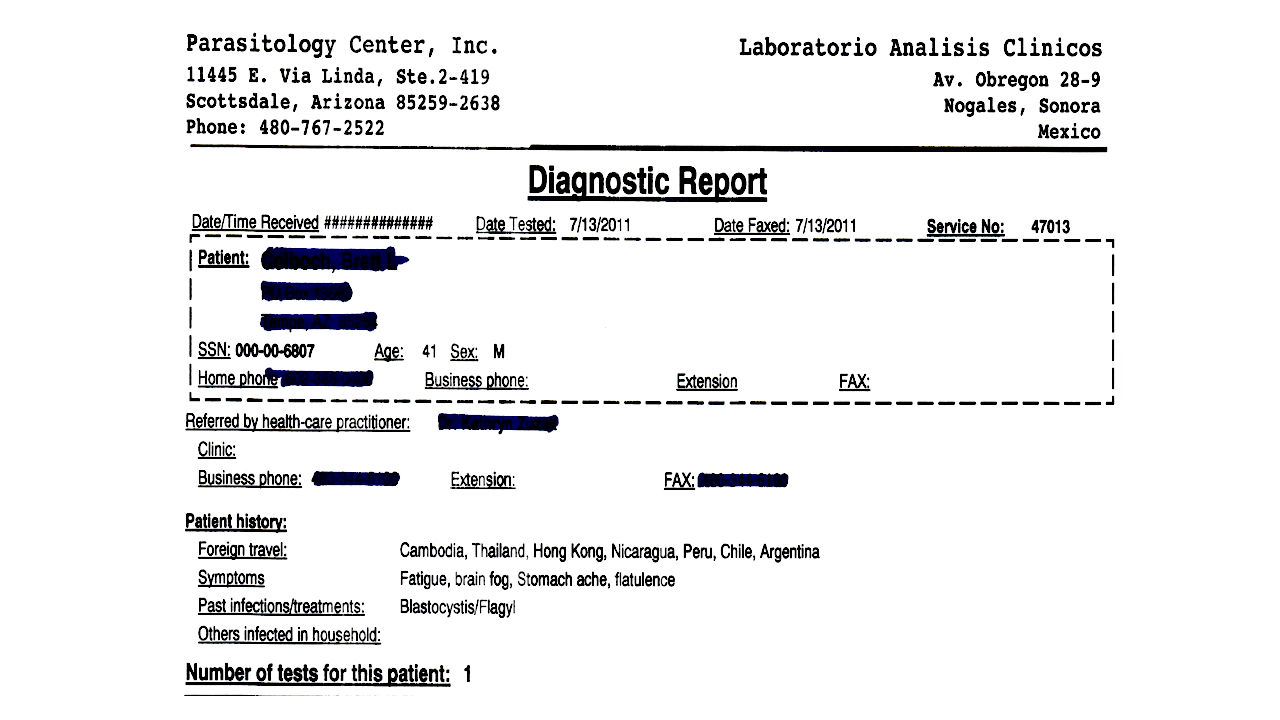 Parasitology Center, Inc.
11445 E. Via Linda, Ste.2-419
Scottsdale, Arizona 85259-2638
Phone: 480-767-2522
Laboratorio Analisis Clinicos
Av. Obregon 28-9
Nogales, Sonora
Mexico
Diagnostic Report
Date/Time Received ############## Date Tested: 7/13/2011 Date Faxed: 7/13/2011 Service No: 47013
Patient:
SSN: 000-00-6807 Age: 41 Sex: M
Home phone Business phone: Extension FAX:
Referred by health-care practitioner:
Clinic:
Business phone: Extension: FAX:
Patient history:
Foreign travel: Cambodia, Thailand, Hong Kong, Nicaragua, Peru, Chile, Argentina
Symptoms Fatigue, brain fog, Stomach ache, flatulence
Past infections/treatments: Blastocystis/Flagyl
Others infected in household:
Number of tests for this patient: 1